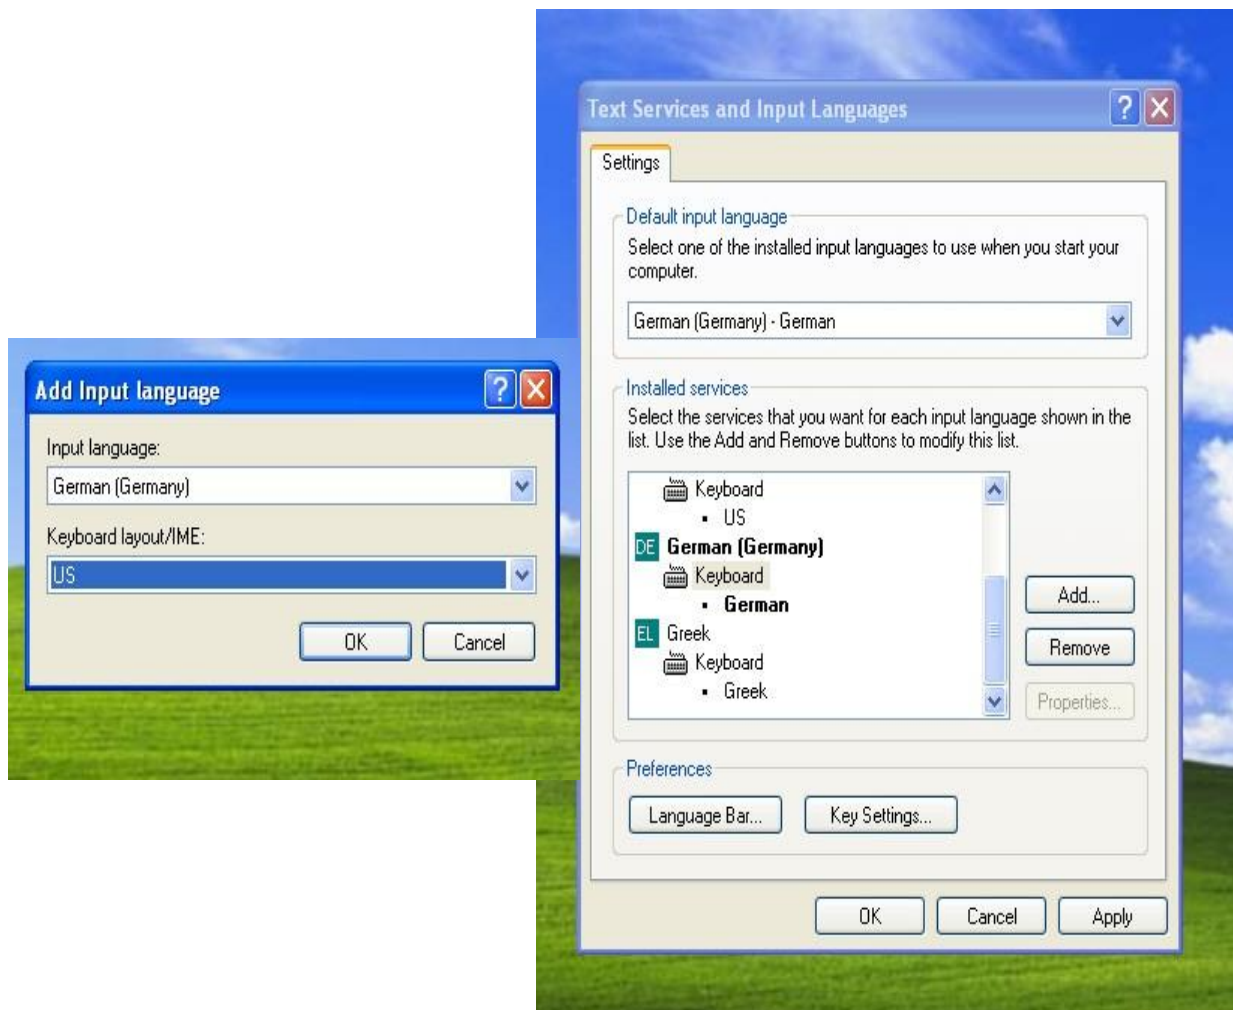 Text Services and Input Languages
Settings
Default input language
Select one of the installed input languages to use when you start your
computer.
German (Germany) - German
Installed services
Select the services that you want for each input language shown in the
list. Use the Add and Remove buttons to modify this list.
Keyboard
• US
DE German (Germany)
Keyboard
• German
EL Greek
Keyboard
• Greek
Add...
Remove
Properties...
Preferences
Language Bar...
Key Settings...
OK
Cancel
Apply
Add Input language
Input language:
German (Germany)
Keyboard layout/IME:
US
OK
Cancel